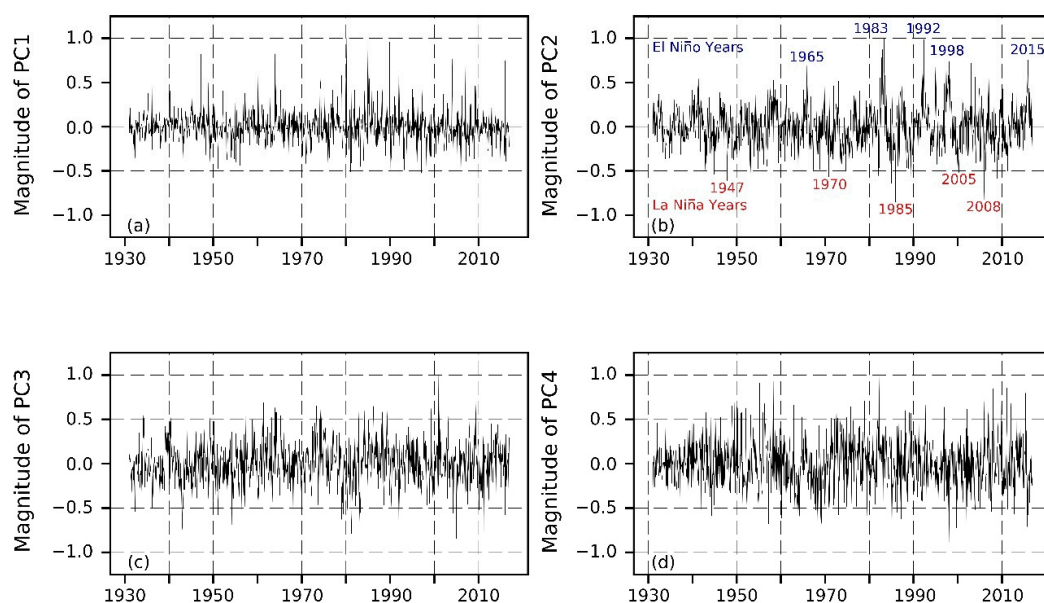 Magnitude of PC1
1.0
0.5
0.0
−0.5
−1.0
(a)
1930 1950 1970 1990 2010
Magnitude of PC2
1.0
0.5
0.0
−0.5
−1.0
El Niño Years
1965
1983
1992
1998
2015
1947
1970
1985
2005
2008
La Niña Years
(b)
1930 1950 1970 1990 2010
Magnitude of PC3
1.0
0.5
0.0
−0.5
−1.0
(c)
1930 1950 1970 1990 2010
Magnitude of PC4
1.0
0.5
0.0
−0.5
−1.0
(d)
1930 1950 1970 1990 2010